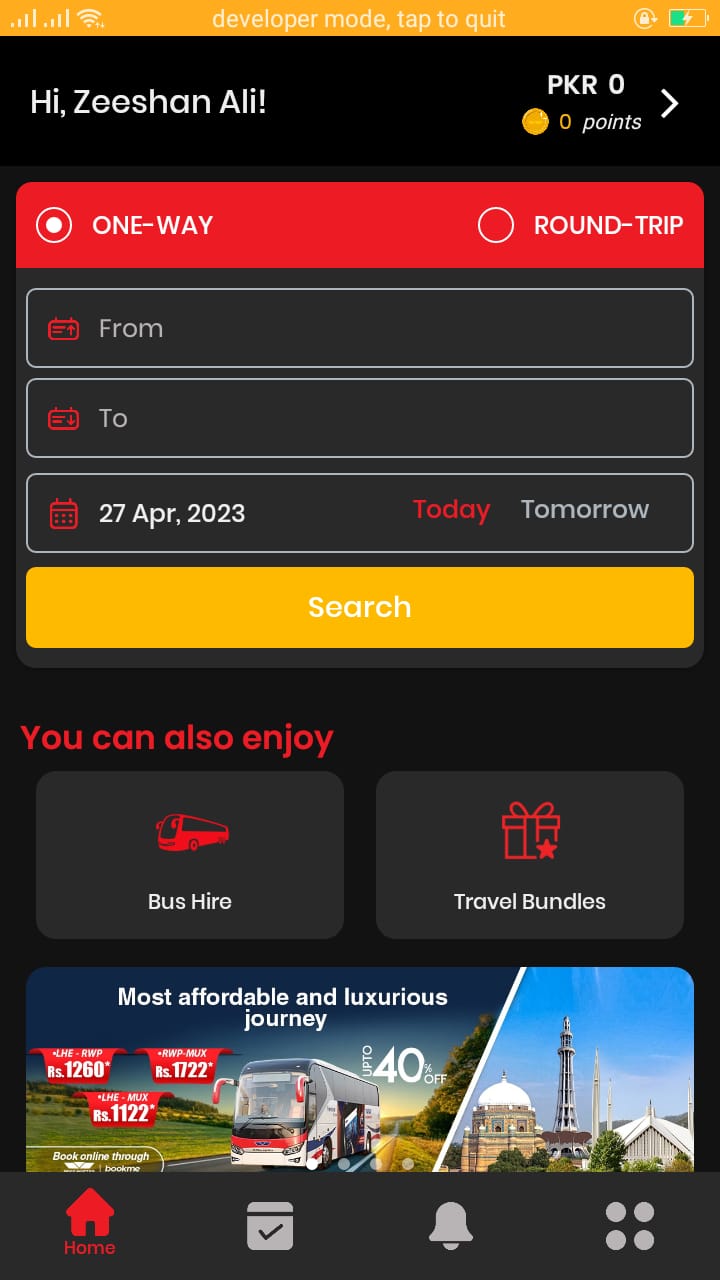 developer mode, tap to quit
Hi, Zeeshan Ali!
PKR 0
0 points
ONE-WAY
ROUND-TRIP
From
To
27 Apr, 2023
Today
Tomorrow
Search
You can also enjoy
Bus Hire
Travel Bundles
Most affordable and luxurious
journey
•LHE - RWP
Rs.1260*
•RWP-MUX
Rs.1722*
•LHE - MUX
Rs.1122*
UPTO
40% OFF
Book online through
bookme
Home